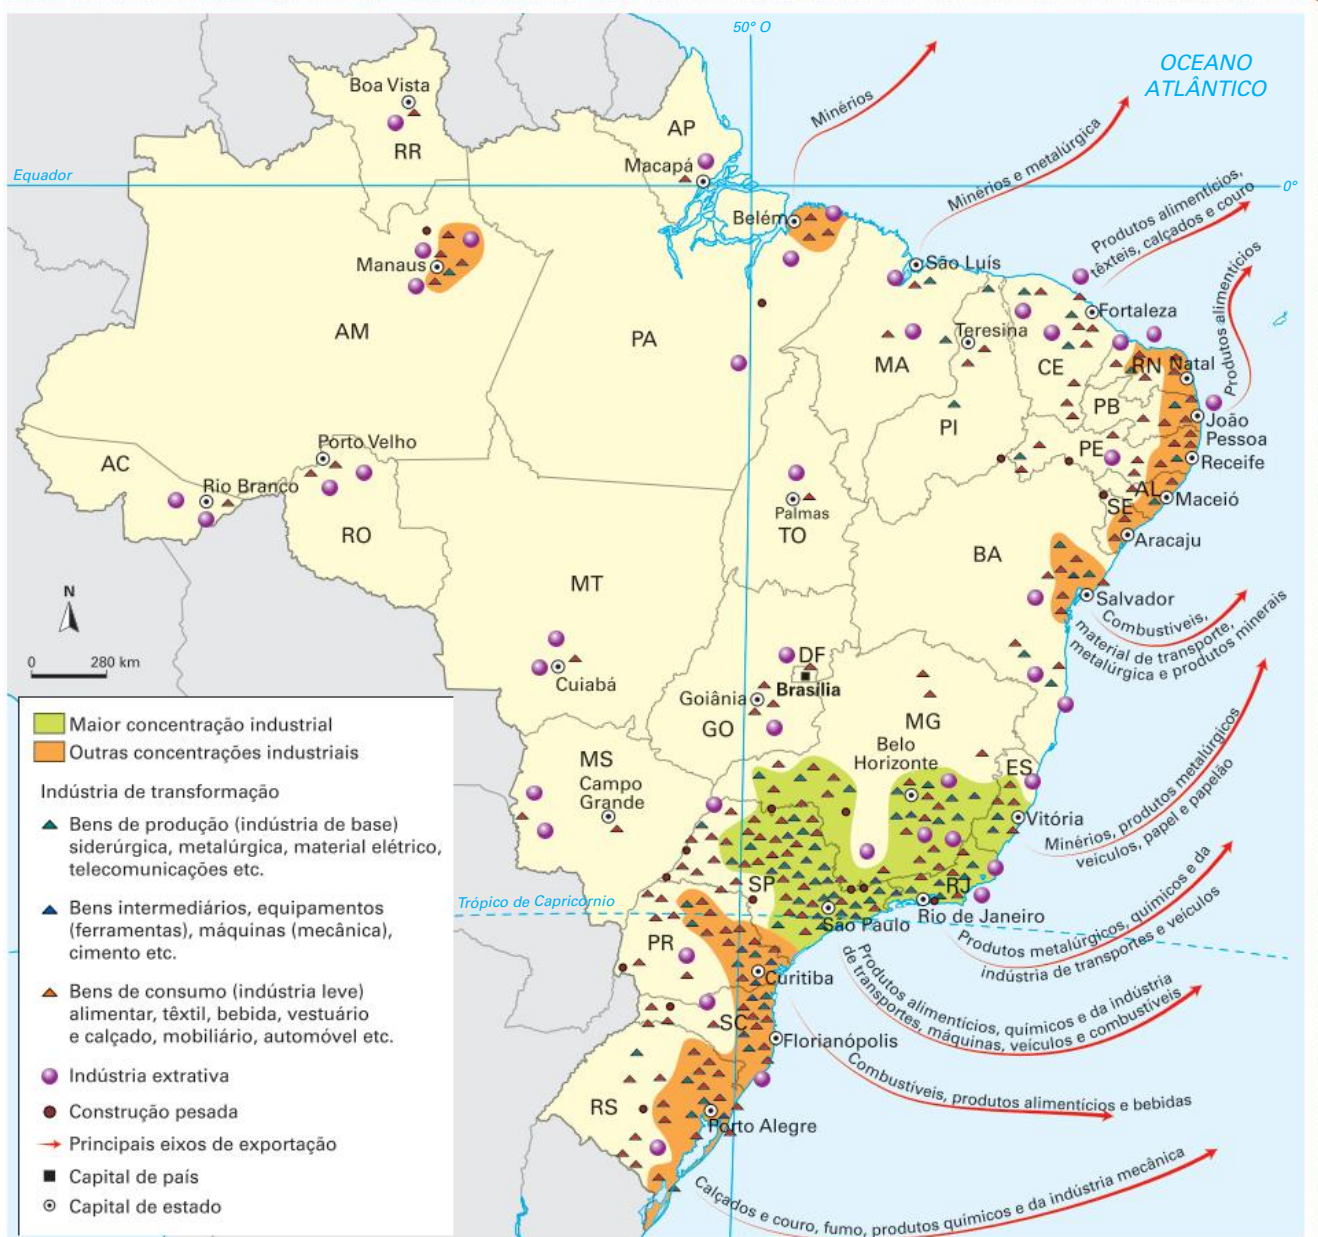 50° O
OCEANO
ATLÂNTICO
Minérios
Boa Vista
RR
AP
Macapá
Equador
0°
Minérios e metalúrgica
Produtos alimentícios,
têxteis, calçados e couro
Produtos alimentícios
Belém
Manaus
São Luís
AM
PA
MA
Teresina
Fortaleza
CE
RN
Natal
PB
João
Pessoa
PI
PE
Receife
AL
Maceió
SE
Aracaju
AC
Porto Velho
Rio Branco
RO
Palmas
TO
BA
Salvador
MT
Combustíveis,
material de transporte,
metalúrgica e produtos minerais
N
0
280 km
Cuiabá
DF
Brasília
Goiânia
GO
MG
Belo
Horizonte
ES
Vitória
MS
Campo
Grande
Minérios, produtos metalúrgicos
veículos, papel e papelão
SP
RJ
Trópico de Capricórnio
São Paulo
Rio de Janeiro
Produtos metalúrgicos, químicos e da
indústria de transportes e veículos
PR
Curitiba
Produtos alimentícios, químicos e da indústria
de transportes, máquinas, veículos e combustíveis
SC
Florianópolis
Combustíveis, produtos alimentícios e bebidas
RS
Porto Alegre
Calçados e couro, fumo, produtos químicos e da indústria mecânica
Maior concentração industrial
Outras concentrações industriais
Indústria de transformação
Bens de produção (indústria de base)
siderúrgica, metalúrgica, material elétrico,
telecomunicações etc.
Bens intermediários, equipamentos
(ferramentas), máquinas (mecânica),
cimento etc.
Bens de consumo (indústria leve)
alimentar, têxtil, bebida, vestuário
e calçado, mobiliário, automóvel etc.
Indústria extrativa
Construção pesada
Principais eixos de exportação
Capital de país
Capital de estado